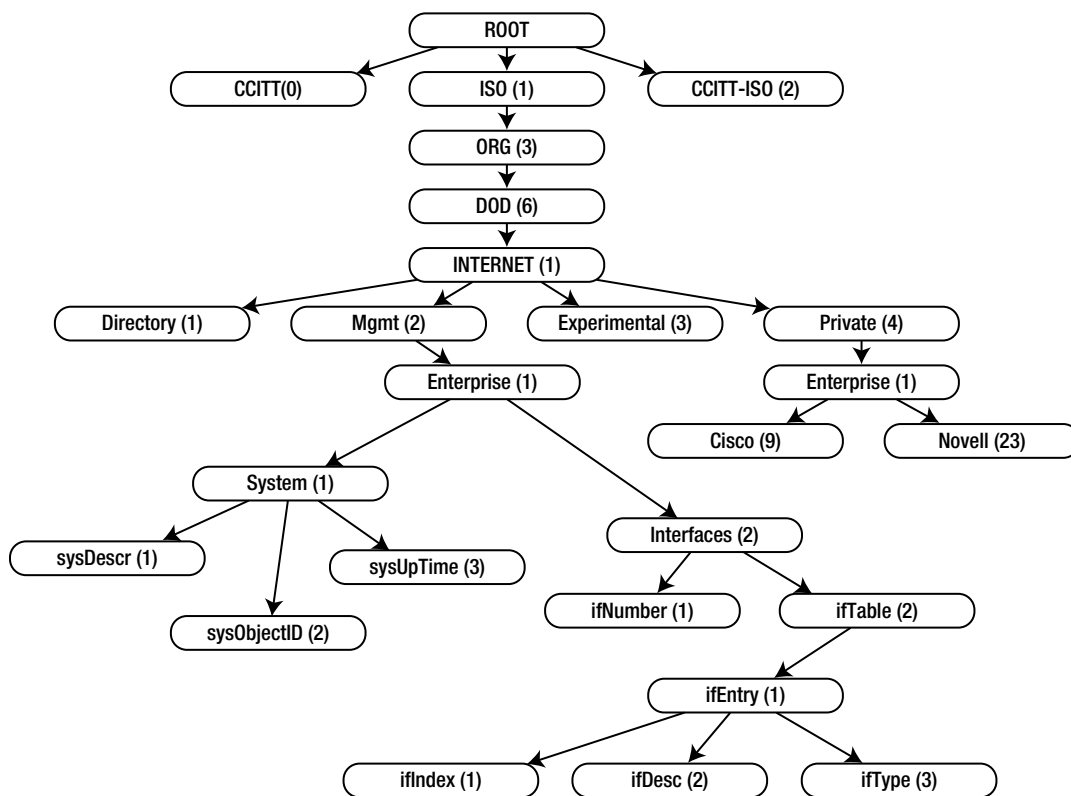 ROOT
CCITT(0)
ISO (1)
CCITT-ISO (2)
ORG (3)
DOD (6)
INTERNET (1)
Directory (1)
Mgmt (2)
Experimental (3)
Private (4)
Enterprise (1)
Enterprise (1)
Cisco (9)
Novell (23)
System (1)
Interfaces (2)
sysDescr (1)
sysUpTime (3)
sysObjectID (2)
ifNumber (1)
ifTable (2)
ifEntry (1)
ifIndex (1)
ifDesc (2)
ifType (3)